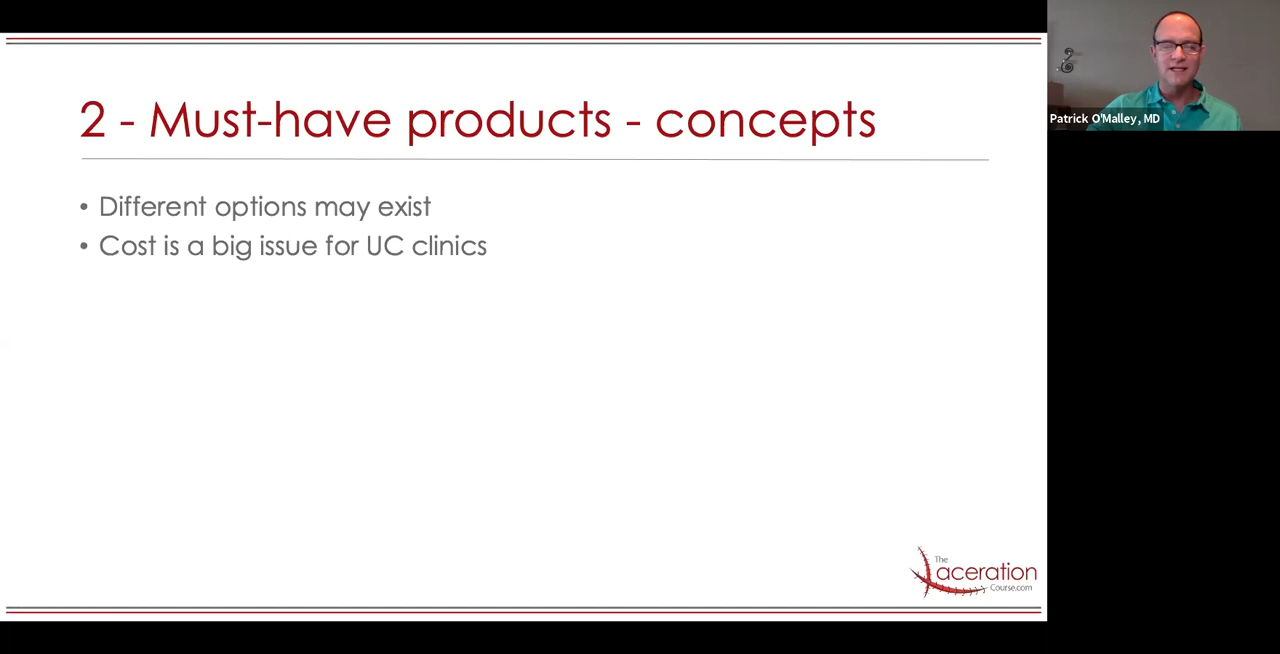 2 - Must-have products - concepts
• Different options may exist
• Cost is a big issue for UC clinics
Patrick O'Malley, MD
The
Laceration
Course.com